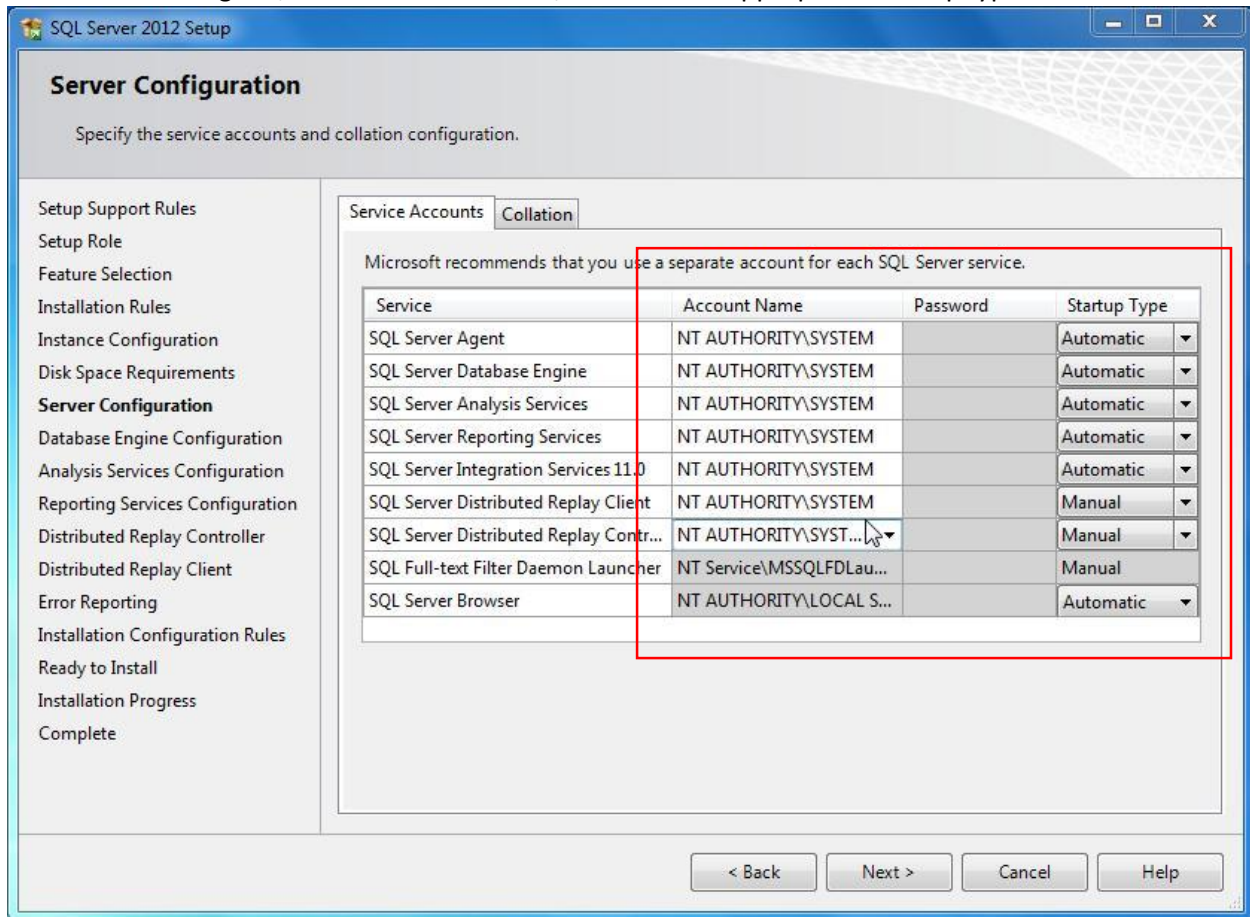 SQL Server 2012 Setup
Server Configuration
Specify the service accounts and collation configuration.
Setup Support Rules
Setup Role
Feature Selection
Installation Rules
Instance Configuration
Disk Space Requirements
Server Configuration
Database Engine Configuration
Analysis Services Configuration
Reporting Services Configuration
Distributed Replay Controller
Distributed Replay Client
Error Reporting
Installation Configuration Rules
Ready to Install
Installation Progress
Complete
Service Accounts Collation
Microsoft recommends that you use a separate account for each SQL Server service.
Service Account Name Password Startup Type
SQL Server Agent NT AUTHORITY\SYSTEM Automatic
SQL Server Database Engine NT AUTHORITY\SYSTEM Automatic
SQL Server Analysis Services NT AUTHORITY\SYSTEM Automatic
SQL Server Reporting Services NT AUTHORITY\SYSTEM Automatic
SQL Server Integration Services 11.0 NT AUTHORITY\SYSTEM Automatic
SQL Server Distributed Replay Client NT AUTHORITY\SYSTEM Manual
SQL Server Distributed Replay Contr... NT AUTHORITY\SYST... Manual
SQL Full-text Filter Daemon Launcher NT Service\MSSQLFDLau... Manual
SQL Server Browser NT AUTHORITY\LOCAL S... Automatic
< Back Next > Cancel Help